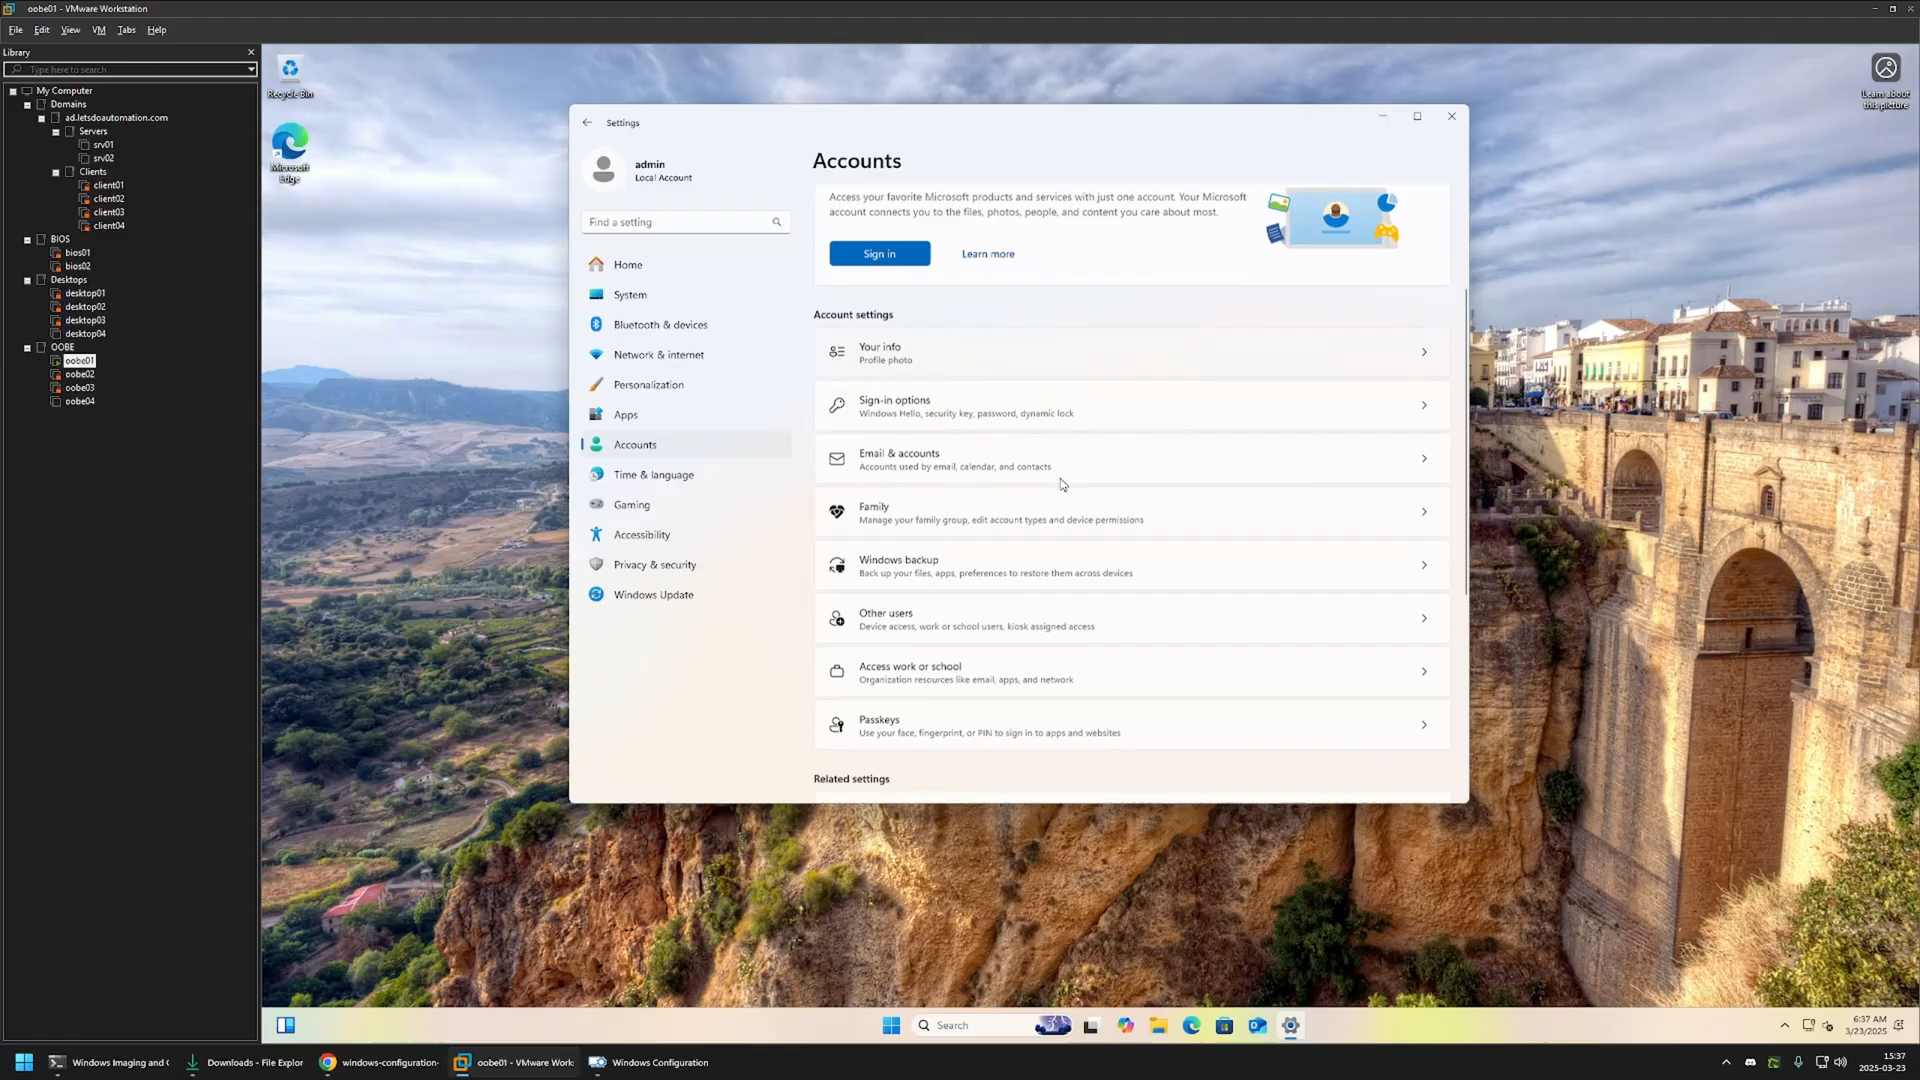 oobe01 - VMware Workstation
File Edit View VM Tabs Help
Library
Type here to search
My Computer
Domains
ad.letsdoautomation.com
Servers
srv01
srv02
Clients
client01
client02
client03
client04
BIOS
bios01
bios02
Desktops
desktop01
desktop02
desktop03
desktop04
OOBE
oobe01
oobe02
oobe03
oobe04
Recycle Bin
Microsoft
Edge
Learn about
this picture
Settings
admin
Local Account
Find a setting
Home
System
Bluetooth & devices
Network & internet
Personalization
Apps
Accounts
Time & language
Gaming
Accessibility
Privacy & security
Windows Update
Accounts
Access your favorite Microsoft products and services with just one account. Your Microsoft
account connects you to the files, photos, people, and content you care about most.
Sign in
Learn more
Account settings
Your info
Profile photo
Sign-in options
Windows Hello, security key, password, dynamic lock
Email & accounts
Accounts used by email, calendar, and contacts
Family
Manage your family group, edit account types and device permissions
Windows backup
Back up your files, apps, preferences to restore them across devices
Other users
Device access, work or school users, kiosk assigned access
Access work or school
Organization resources like email, apps, and network
Passkeys
Use your face, fingerprint, or PIN to sign in to apps and websites
Related settings
Search
6:37 AM
3/23/2025
Windows Imaging and C
Downloads - File Explor
windows-configuration-
oobe01 - VMware Work
Windows Configuration
15:37
2025-03-23